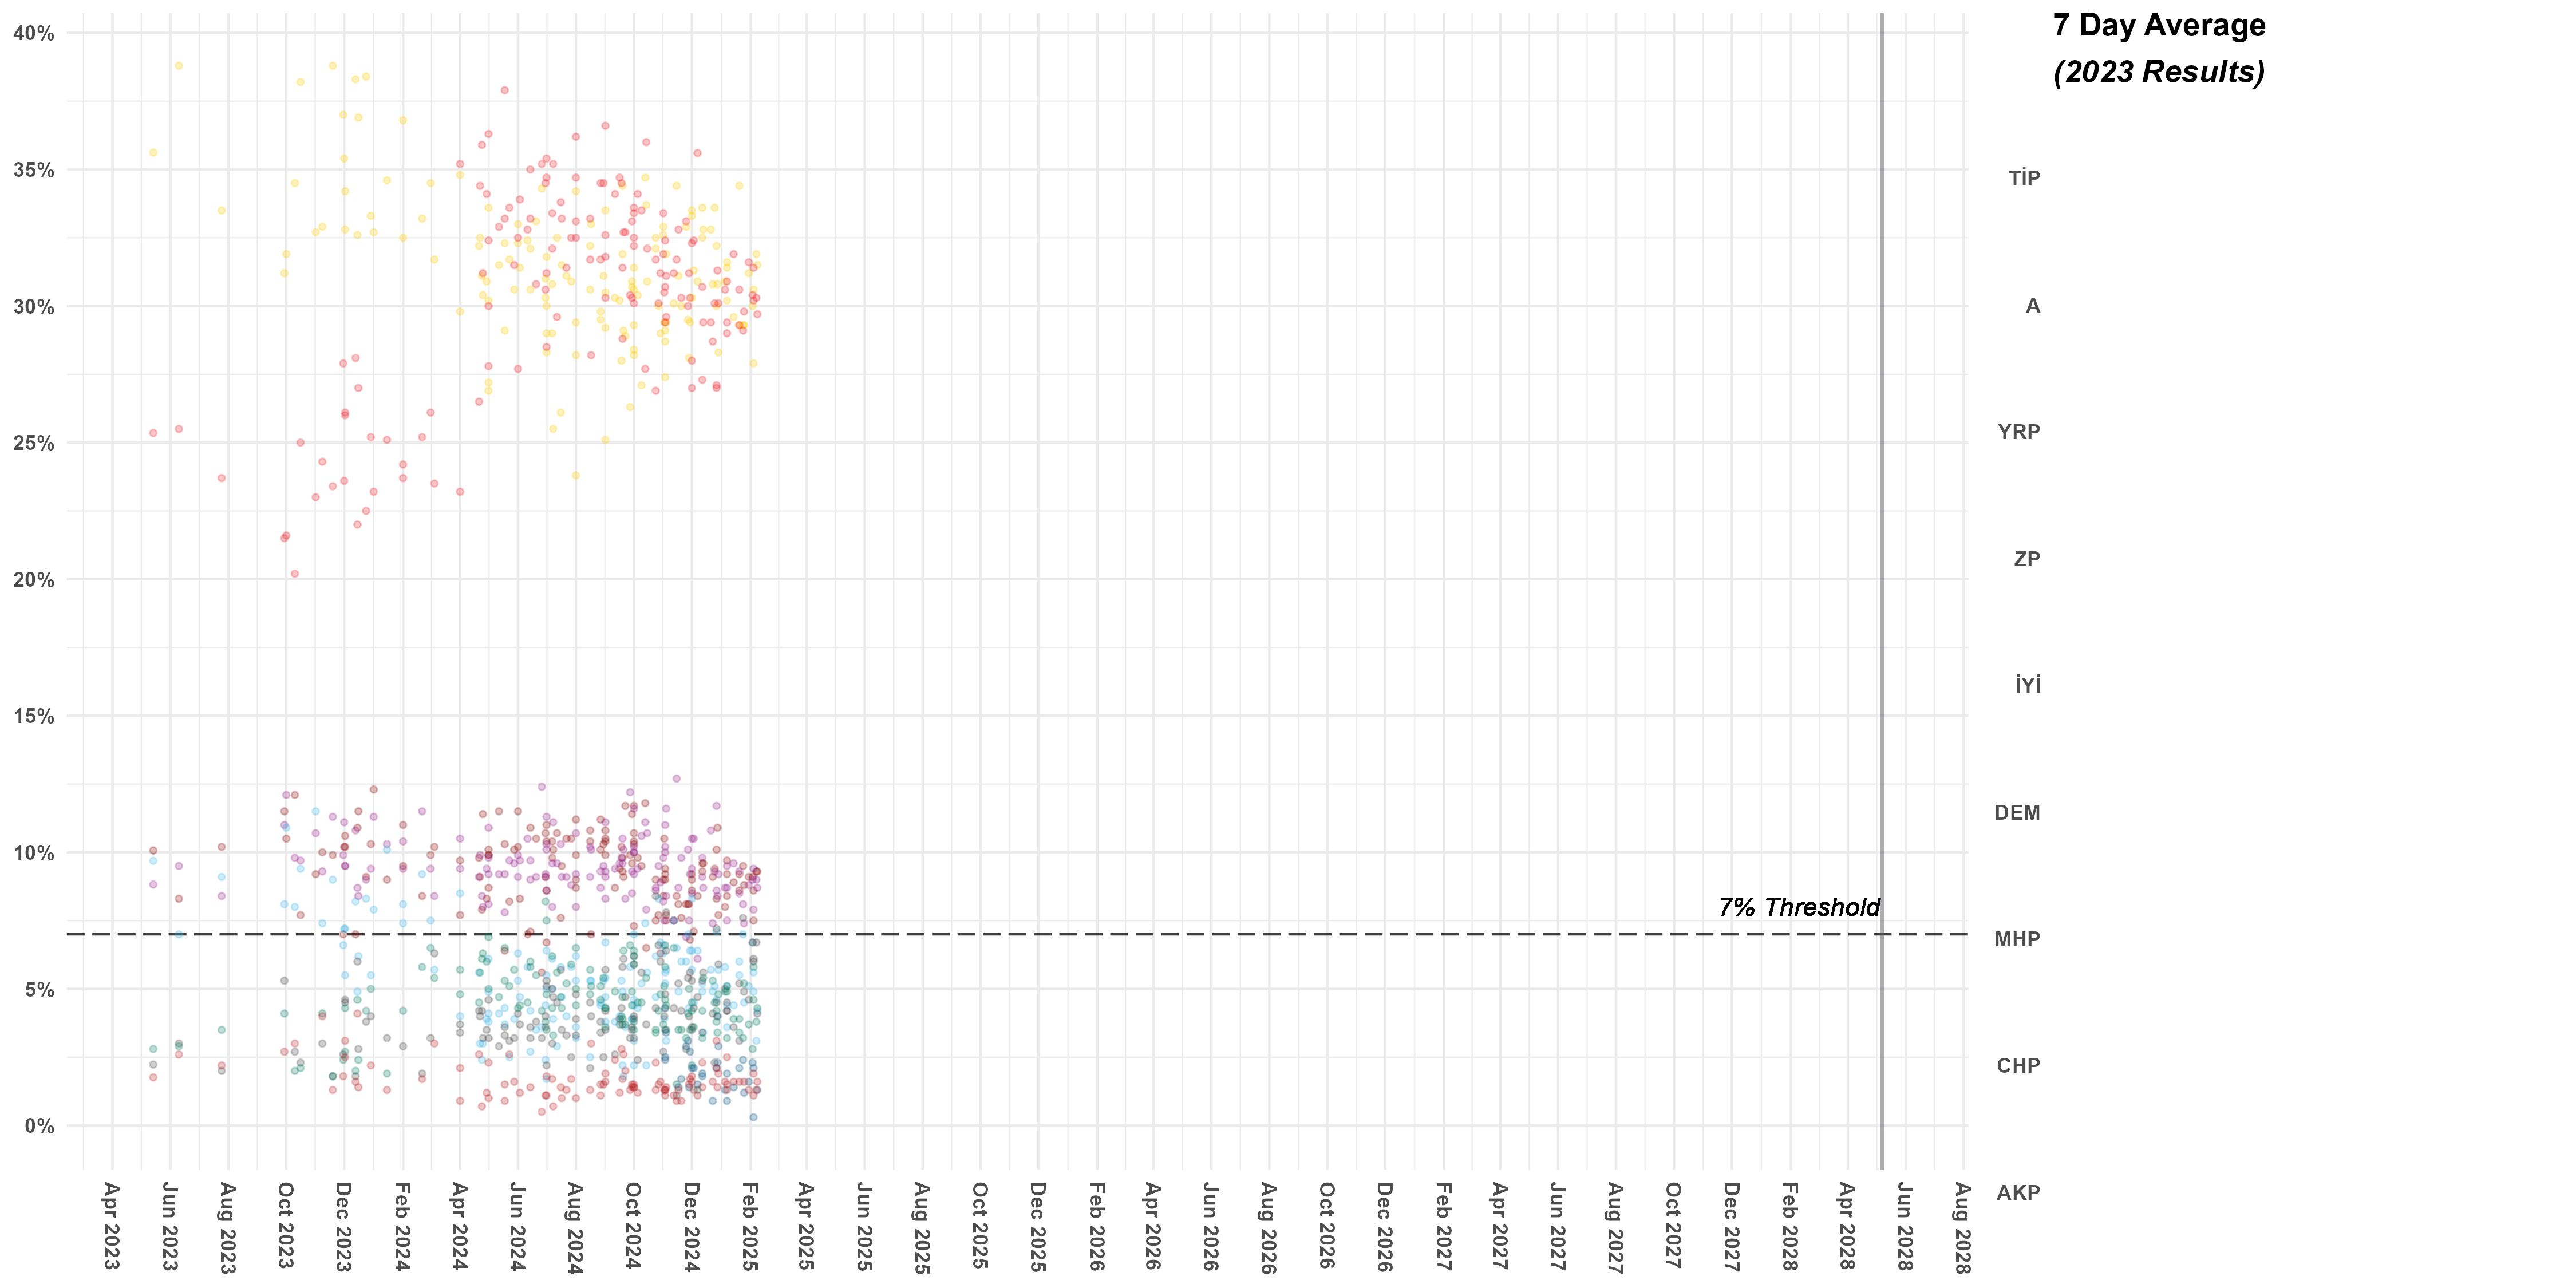 7 Day Average
(2023 Results)
40%
35%
30%
25%
20%
15%
10%
5%
0%
7% Threshold
TİP
A
YRP
ZP
İYİ
DEM
MHP
CHP
AKP
Apr 2023
Jun 2023
Aug 2023
Oct 2023
Dec 2023
Feb 2024
Apr 2024
Jun 2024
Aug 2024
Oct 2024
Dec 2024
Feb 2025
Apr 2025
Jun 2025
Aug 2025
Oct 2025
Dec 2025
Feb 2026
Apr 2026
Jun 2026
Aug 2026
Oct 2026
Dec 2026
Feb 2027
Apr 2027
Jun 2027
Aug 2027
Oct 2027
Dec 2027
Feb 2028
Apr 2028
Jun 2028
Aug 2028